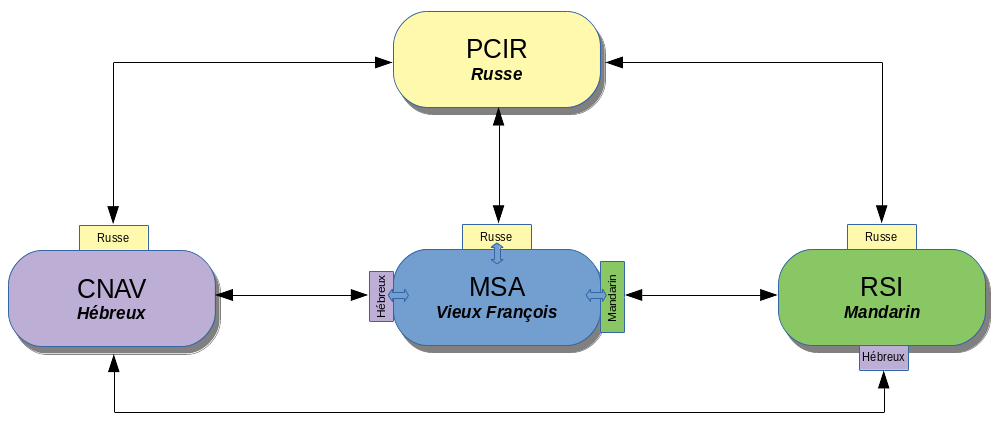 PCIR
Russe
Russe
Russe
Russe
CNAV
Hébreux
Hébreux
MSA
Vieux François
Mandarin
RSI
Mandarin
Hébreux